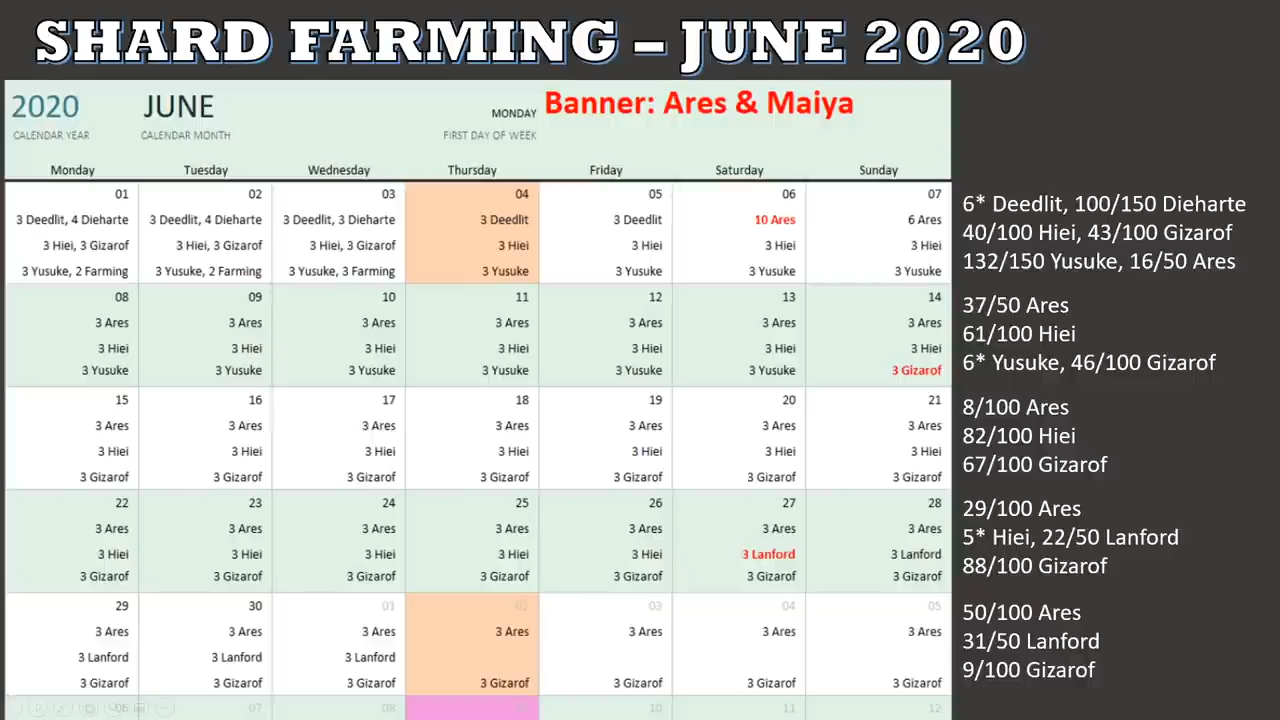 SHARD FARMING – JUNE 2020
2020 JUNE MONDAY Banner: Ares & Maiya
CALENDAR YEAR CALENDAR MONTH FIRST DAY OF WEEK
Monday Tuesday Wednesday Thursday Friday Saturday Sunday
01 02 03 04 05 06 07
3 Deedlit, 4 Dieharte 3 Deedlit, 4 Dieharte 3 Deedlit, 3 Dieharte 3 Deedlit 3 Deedlit 10 Ares 6 Ares
3 Hiei, 3 Gizarof 3 Hiei, 3 Gizarof 3 Hiei, 3 Gizarof 3 Hiei 3 Hiei 3 Hiei 3 Hiei
3 Yusuke, 2 Farming 3 Yusuke, 2 Farming 3 Yusuke, 3 Farming 3 Yusuke 3 Yusuke 3 Yusuke 3 Yusuke
6* Deedlit, 100/150 Dieharte
40/100 Hiei, 43/100 Gizarof
132/150 Yusuke, 16/50 Ares
08 09 10 11 12 13 14
3 Ares 3 Ares 3 Ares 3 Ares 3 Ares 3 Ares 3 Ares
3 Hiei 3 Hiei 3 Hiei 3 Hiei 3 Hiei 3 Hiei 3 Hiei
3 Yusuke 3 Yusuke 3 Yusuke 3 Yusuke 3 Yusuke 3 Yusuke 3 Gizarof
37/50 Ares
61/100 Hiei
6* Yusuke, 46/100 Gizarof
15 16 17 18 19 20 21
3 Ares 3 Ares 3 Ares 3 Ares 3 Ares 3 Ares 3 Ares
3 Hiei 3 Hiei 3 Hiei 3 Hiei 3 Hiei 3 Hiei 3 Hiei
3 Gizarof 3 Gizarof 3 Gizarof 3 Gizarof 3 Gizarof 3 Gizarof 3 Gizarof
8/100 Ares
82/100 Hiei
67/100 Gizarof
22 23 24 25 26 27 28
3 Ares 3 Ares 3 Ares 3 Ares 3 Ares 3 Ares 3 Ares
3 Hiei 3 Hiei 3 Hiei 3 Hiei 3 Hiei 3 Lanford 3 Lanford
3 Gizarof 3 Gizarof 3 Gizarof 3 Gizarof 3 Gizarof 3 Gizarof 3 Gizarof
29/100 Ares
5* Hiei, 22/50 Lanford
88/100 Gizarof
29 30 01 02 03 04 05
3 Ares 3 Ares 3 Ares 3 Ares 3 Ares 3 Ares 3 Ares
3 Lanford 3 Lanford 3 Lanford
3 Gizarof 3 Gizarof 3 Gizarof 3 Gizarof 3 Gizarof 3 Gizarof 3 Gizarof
50/100 Ares
31/50 Lanford
9/100 Gizarof
06 07 08 10 11 12